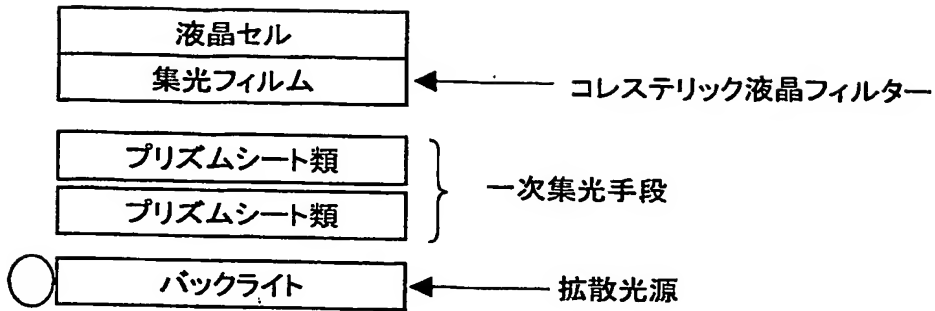 液晶セル
集光フィルム
コレステリック液晶フィルター
プリズムシート類
一次集光手段
プリズムシート類
バックライト
拡散光源